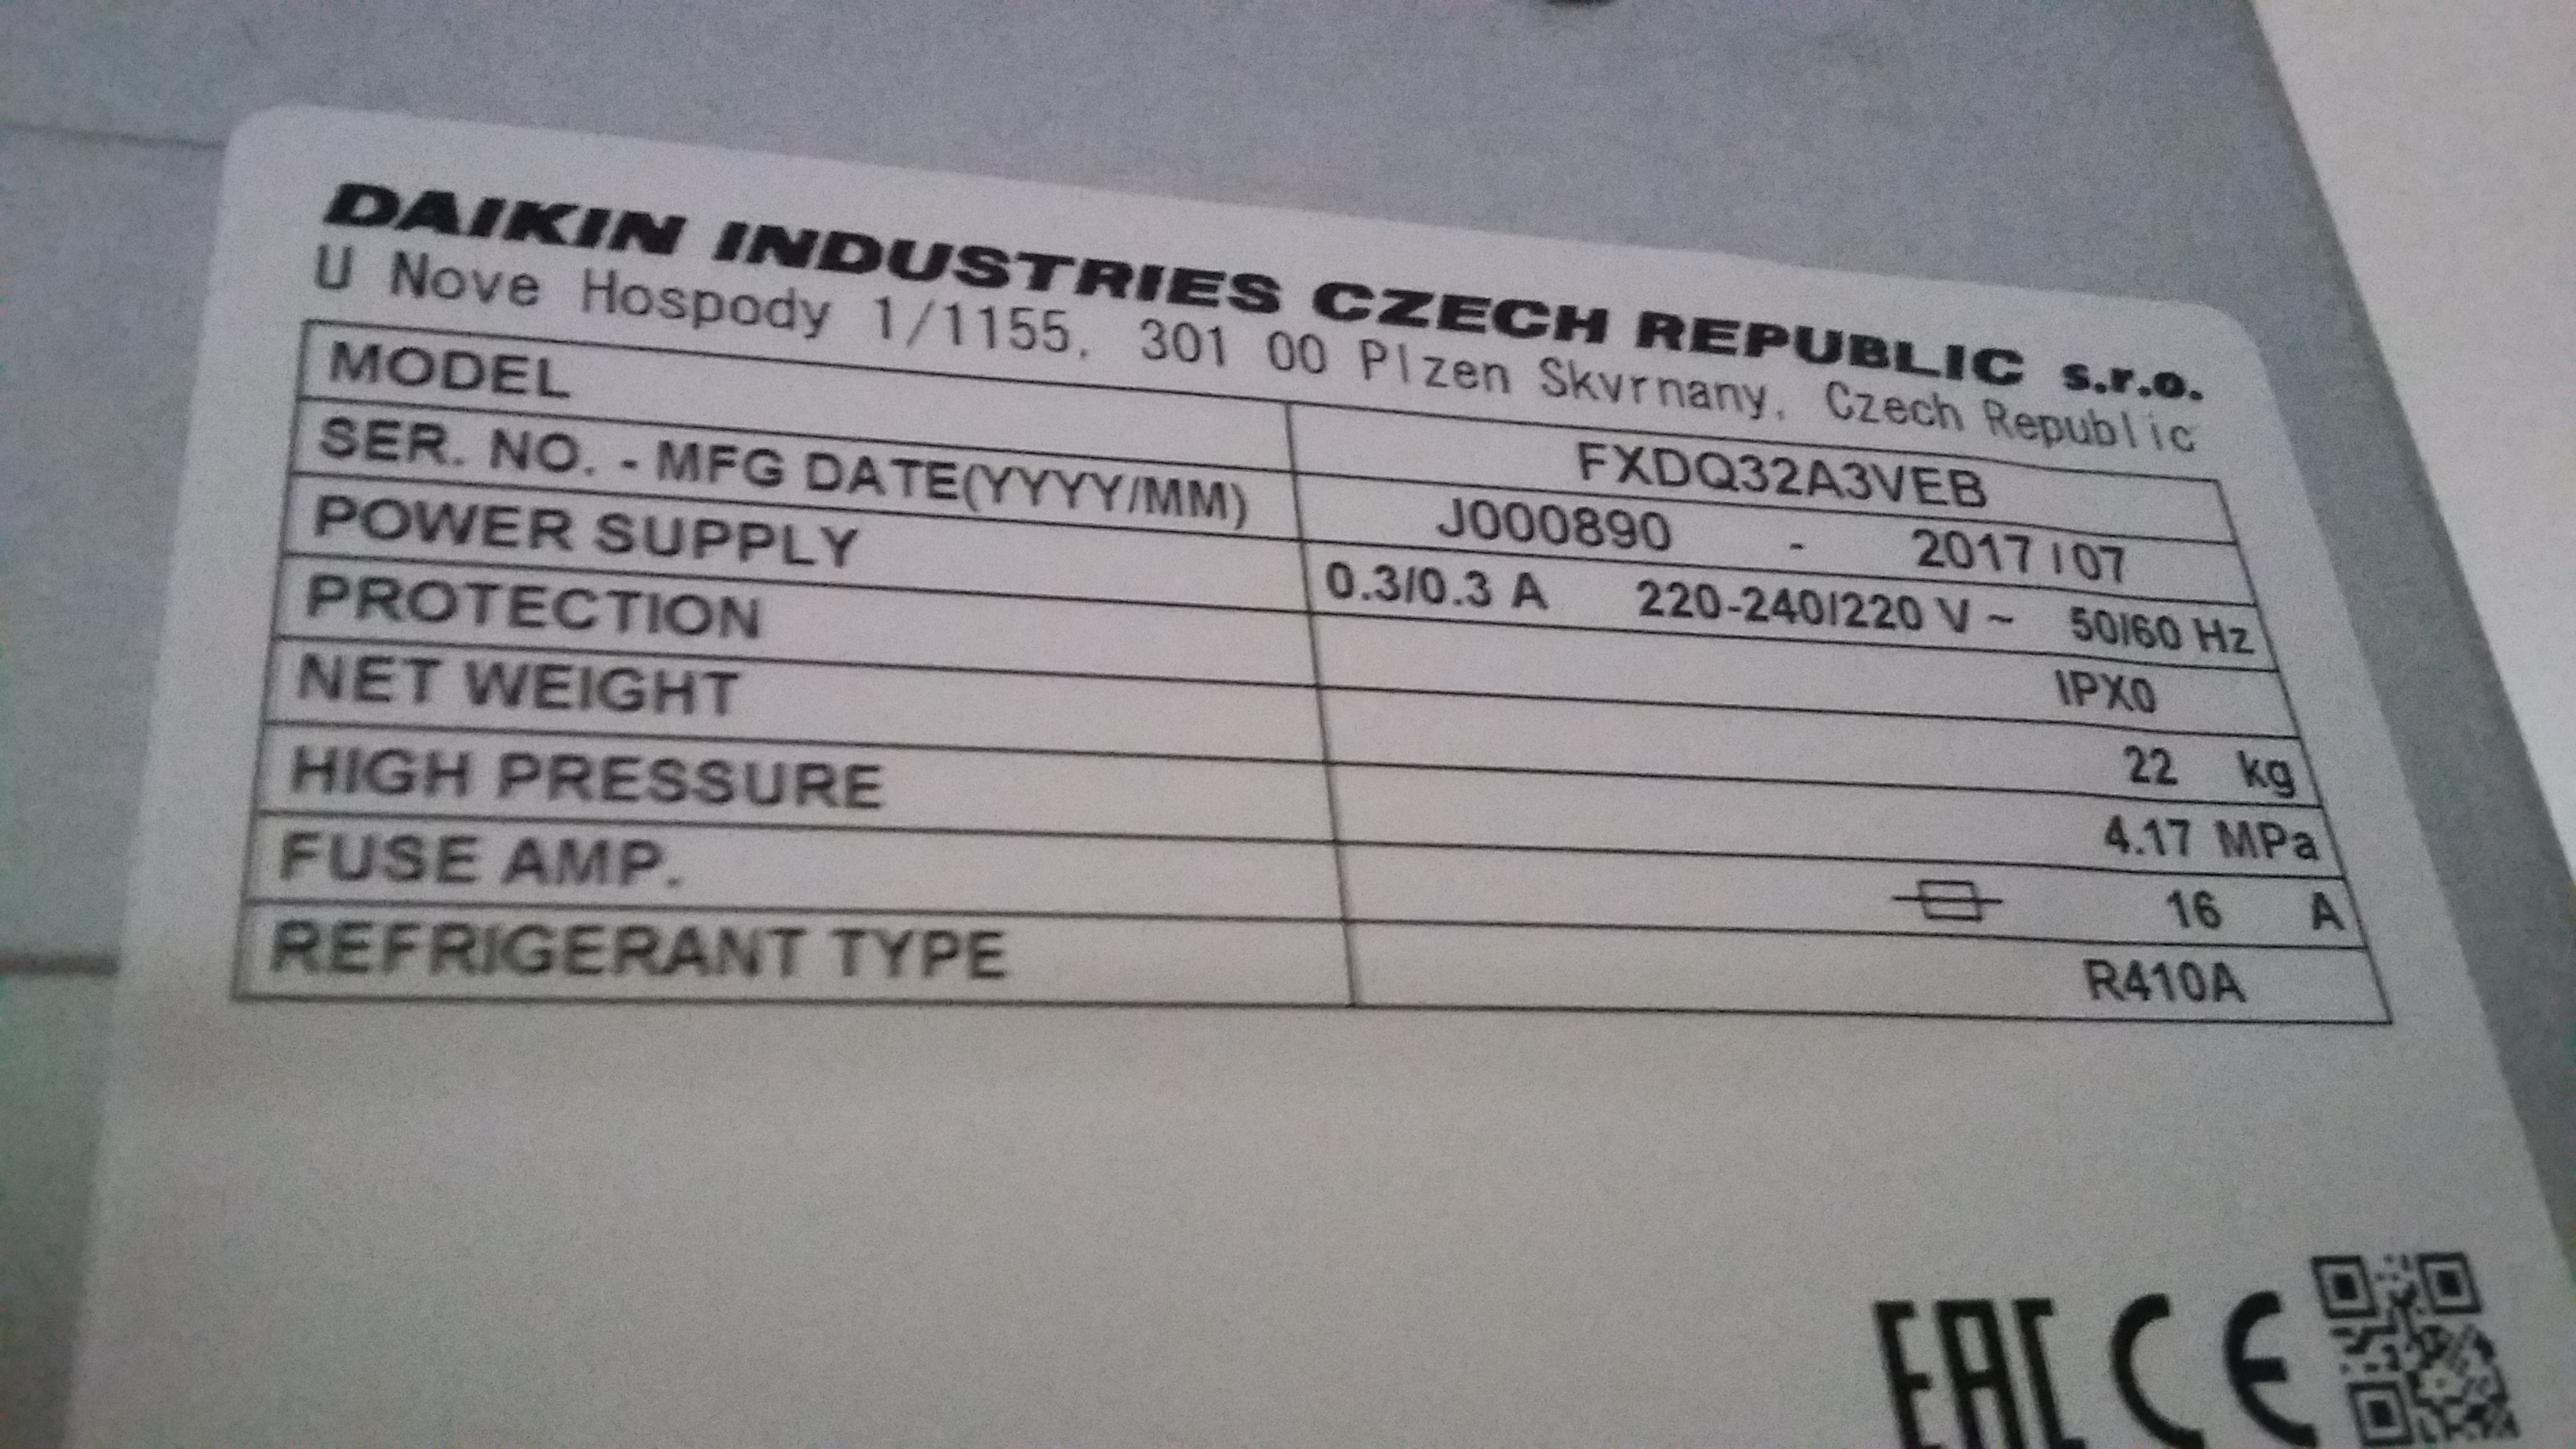 DAIKIN INDUSTRIES CZECH REPUBLIC s.r.o.
U Nove Hospody 1/1155, 301 00 Plzen Skvrnany, Czech Republic
MODEL FXDQ32A3VEB
SER. NO. - MFG DATE(YYYY/MM) J000890 - 2017/07
POWER SUPPLY 0.3/0.3 A 220-240/220 V ~ 50/60 Hz
PROTECTION IPX0
NET WEIGHT 22 kg
HIGH PRESSURE 4.17 MPa
FUSE AMP. 16 A
REFRIGERANT TYPE R410A
EAC CE